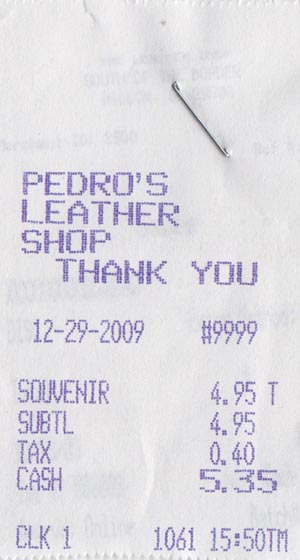 PEDRO'S
LEATHER
SHOP
THANK YOU
12-29-2009 #9999
SOUVENIR 4.95 T
SUBTL 4.95
TAX 0.40
CASH 5.35
CLK 1 1061 15:50TM